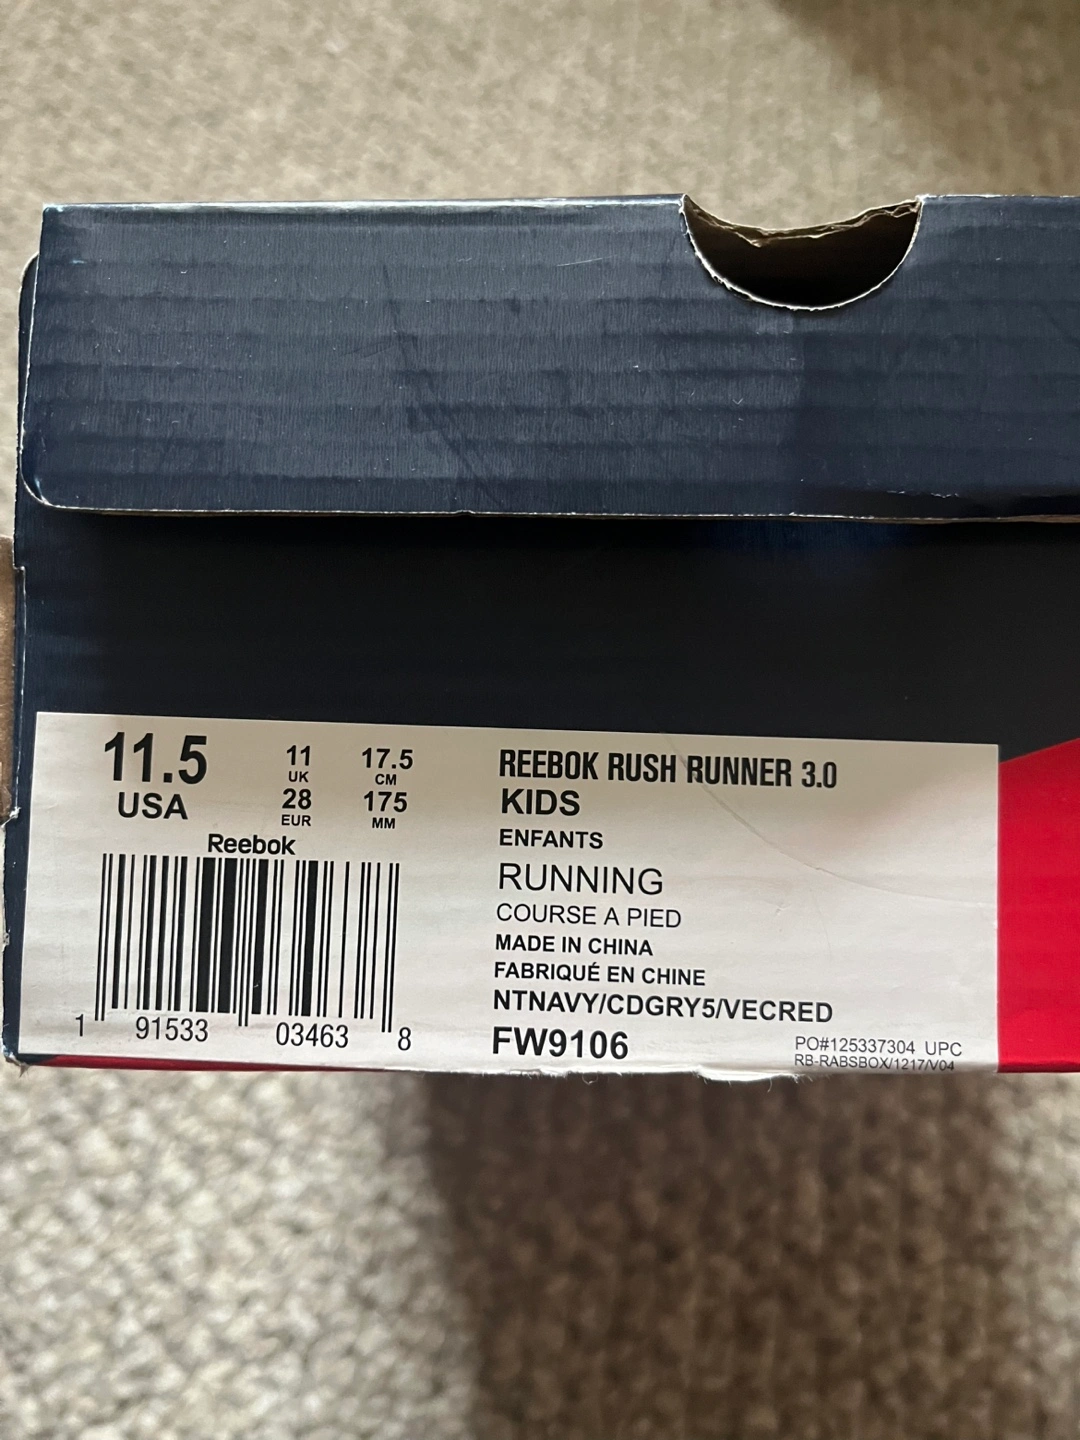 11.5
USA
11
UK
28
EUR
17.5
CM
175
MM
Reebok
1 91533 03463 8
REEBOK RUSH RUNNER 3.0
KIDS
ENFANTS
RUNNING
COURSE A PIED
MADE IN CHINA
FABRIQUÉ EN CHINE
NTNAVY/CDGRY5/VECRED
FW9106
PO#125337304 UPC
RB-RABSBOX/1217/V04